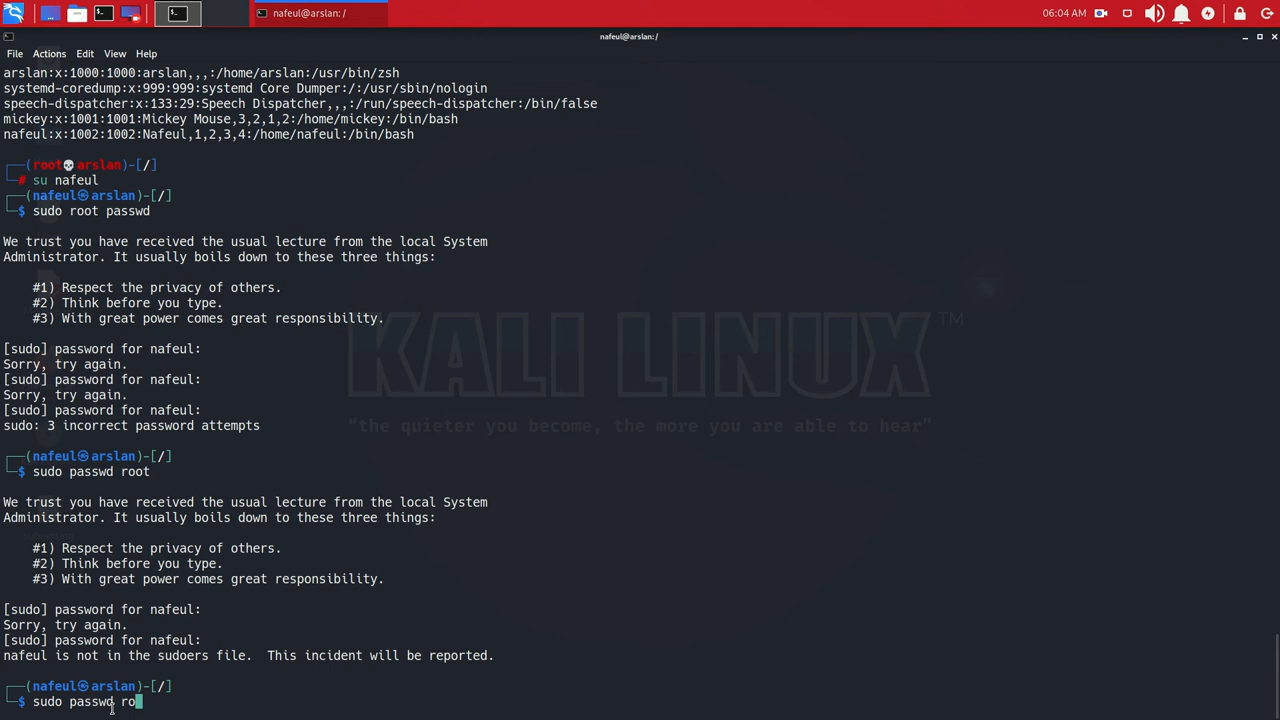 nafeul@arslan: /
06:04 AM
nafeul@arslan:/
File Actions Edit View Help
arslan:x:1000:1000:arslan,,,:/home/arslan:/usr/bin/zsh
systemd-coredump:x:999:999:systemd Core Dumper:/:/usr/sbin/nologin
speech-dispatcher:x:133:29:Speech Dispatcher,,,:/run/speech-dispatcher:/bin/false
mickey:x:1001:1001:Mickey Mouse,3,2,1,2:/home/mickey:/bin/bash
nafeul:x:1002:1002:Nafeul,1,2,3,4:/home/nafeul:/bin/bash
┌──(root💀arslan)-[/]
└─# su nafeul
┌──(nafeul㉿arslan)-[/]
└─$ sudo root passwd
We trust you have received the usual lecture from the local System
Administrator. It usually boils down to these three things:
#1) Respect the privacy of others.
#2) Think before you type.
#3) With great power comes great responsibility.
[sudo] password for nafeul:
Sorry, try again.
[sudo] password for nafeul:
Sorry, try again.
[sudo] password for nafeul:
sudo: 3 incorrect password attempts
┌──(nafeul㉿arslan)-[/]
└─$ sudo passwd root
We trust you have received the usual lecture from the local System
Administrator. It usually boils down to these three things:
#1) Respect the privacy of others.
#2) Think before you type.
#3) With great power comes great responsibility.
[sudo] password for nafeul:
Sorry, try again.
[sudo] password for nafeul:
nafeul is not in the sudoers file.  This incident will be reported.
┌──(nafeul㉿arslan)-[/]
└─$ sudo passwd ro
KALI LINUX ™
"the quieter you become, the more you are able to hear"